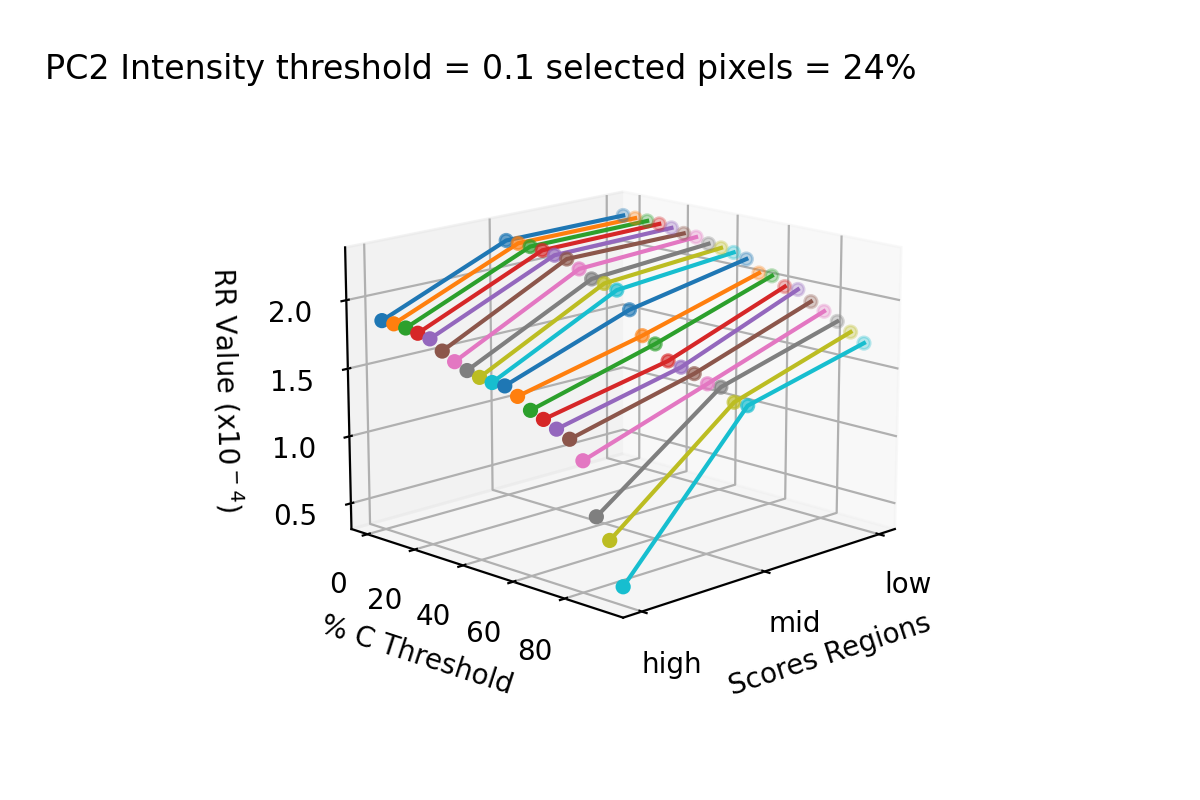 PC2 Intensity threshold = 0.1 selected pixels = 24%
RR Value (x10⁻⁴)
2.0
1.5
1.0
0.5
0
20
40
60
80
% C Threshold
high
mid
low
Scores Regions